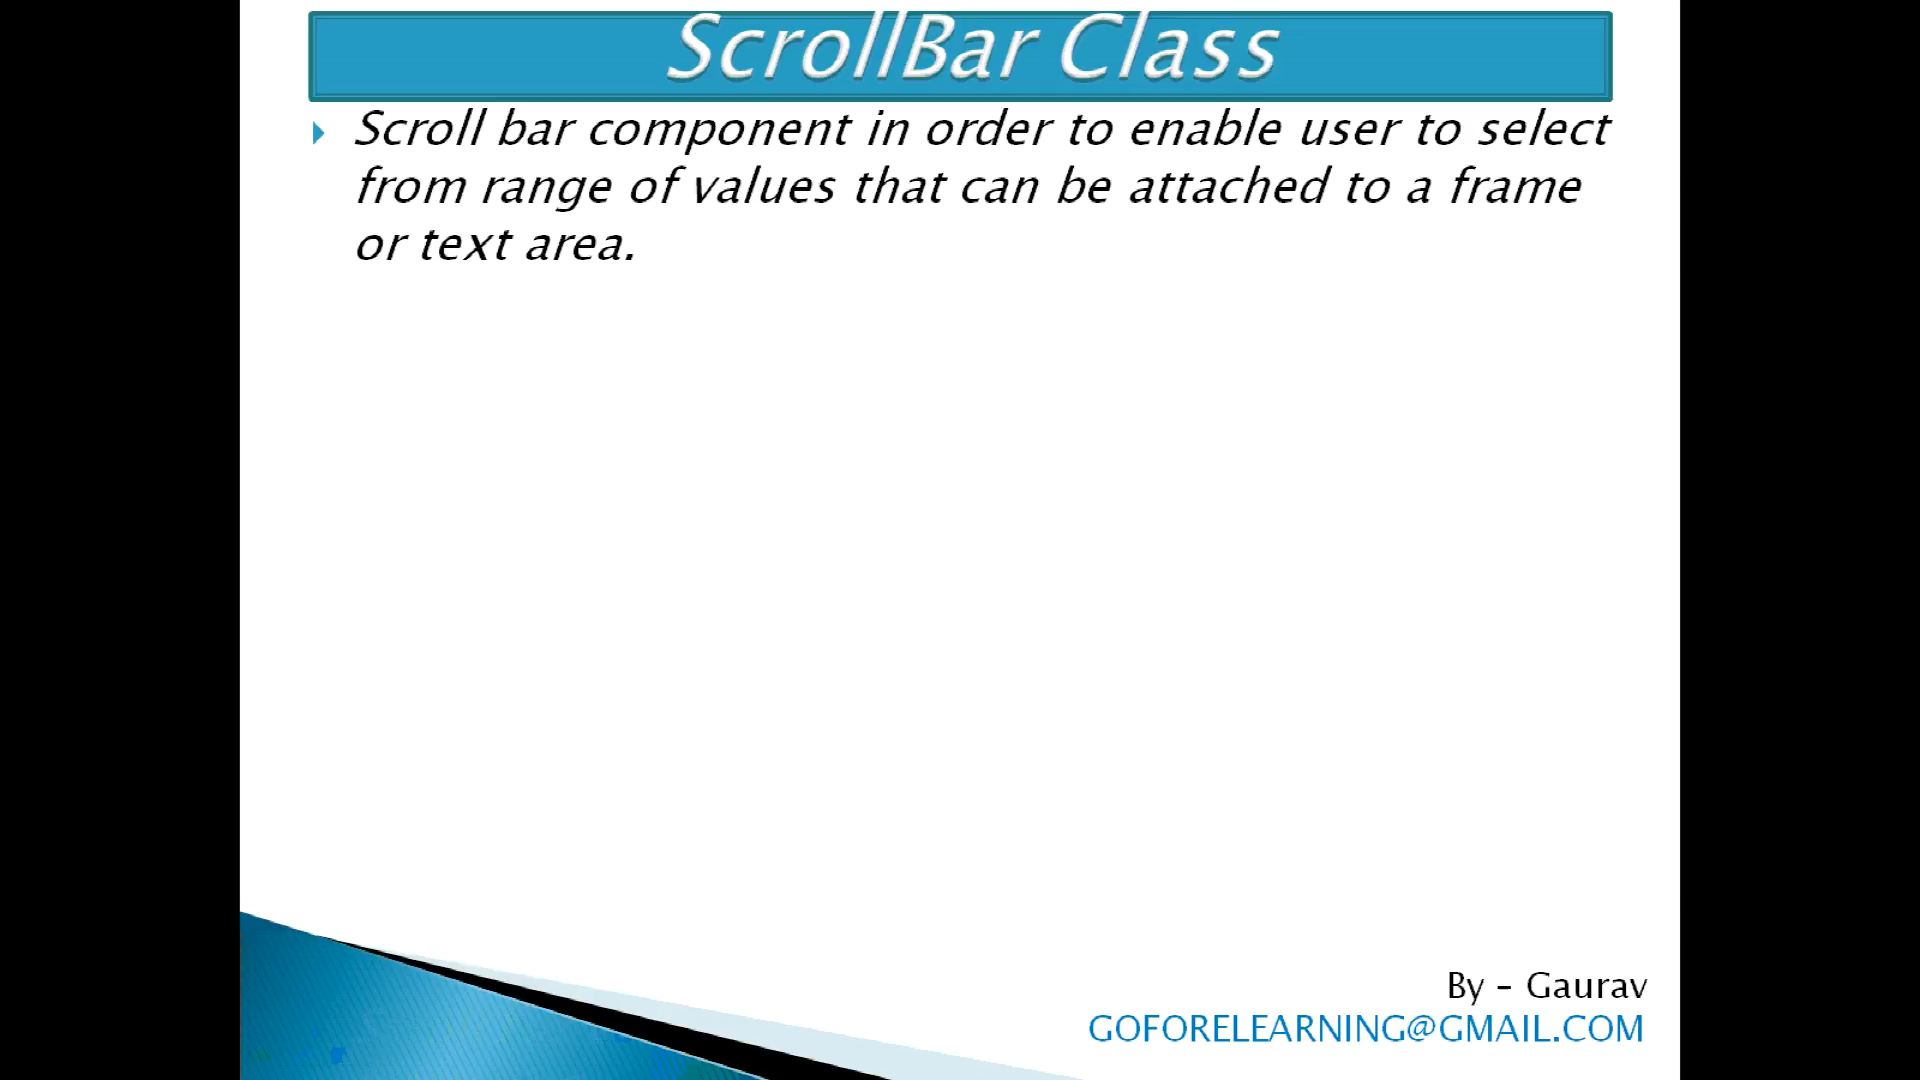 ScrollBar Class
Scroll bar component in order to enable user to select
from range of values that can be attached to a frame
or text area.
By - Gaurav
GOFORELEARNING@GMAIL.COM